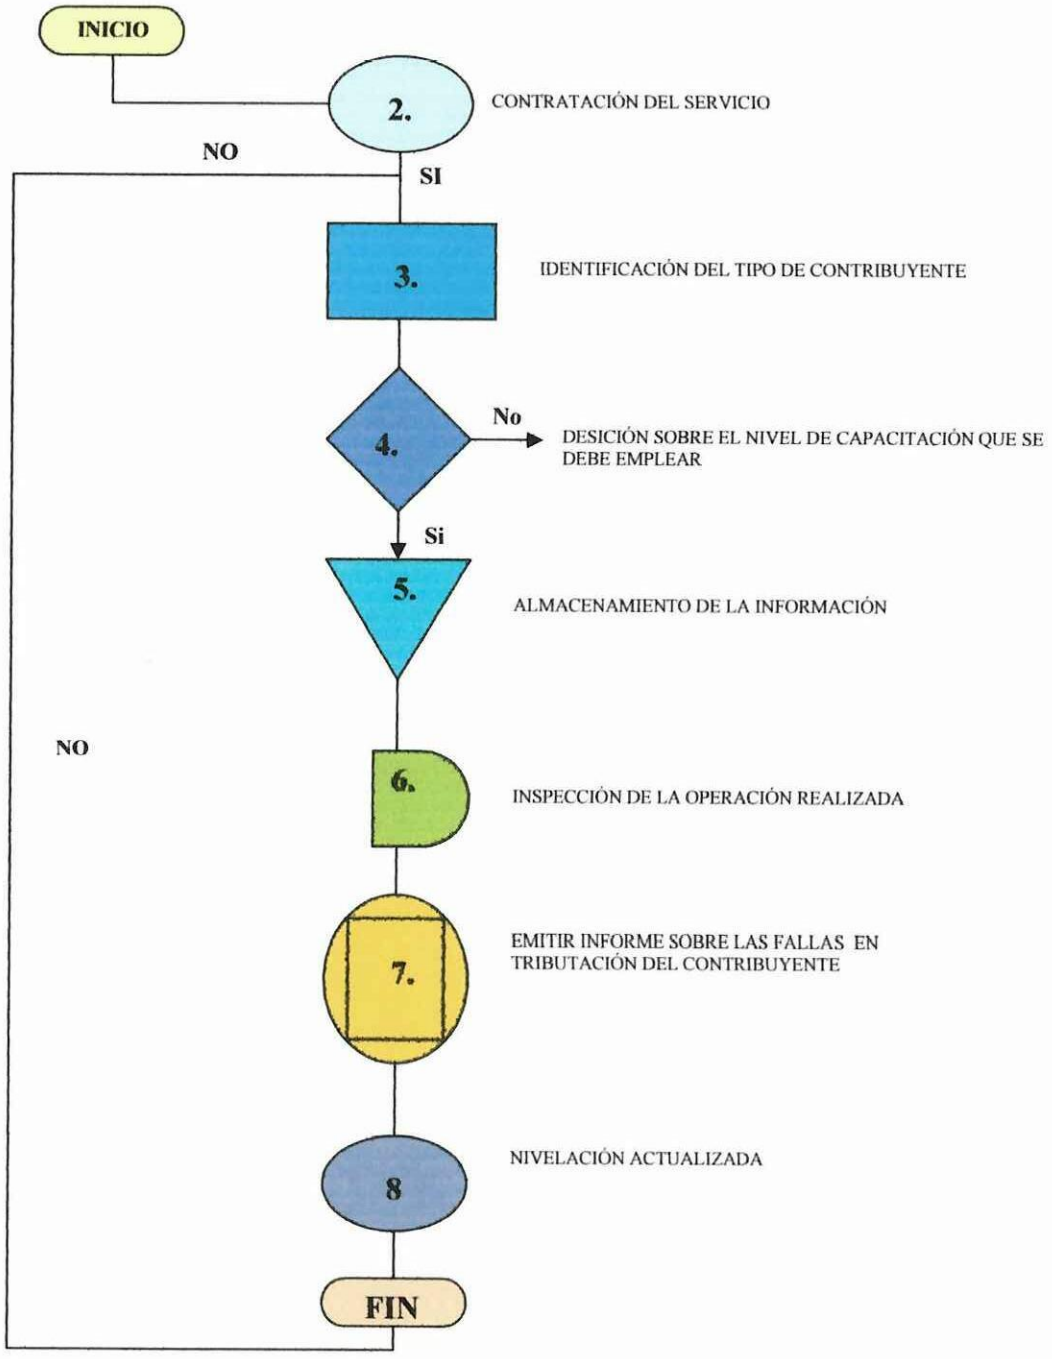 INICIO
2.
CONTRATACIÓN DEL SERVICIO
NO
SI
3.
IDENTIFICACIÓN DEL TIPO DE CONTRIBUYENTE
4.
No
DESICIÓN SOBRE EL NIVEL DE CAPACITACIÓN QUE SE
DEBE EMPLEAR
Si
5.
ALMACENAMIENTO DE LA INFORMACIÓN
NO
6.
INSPECCIÓN DE LA OPERACIÓN REALIZADA
7.
EMITIR INFORME SOBRE LAS FALLAS EN
TRIBUTACIÓN DEL CONTRIBUYENTE
8
NIVELACIÓN ACTUALIZADA
FIN